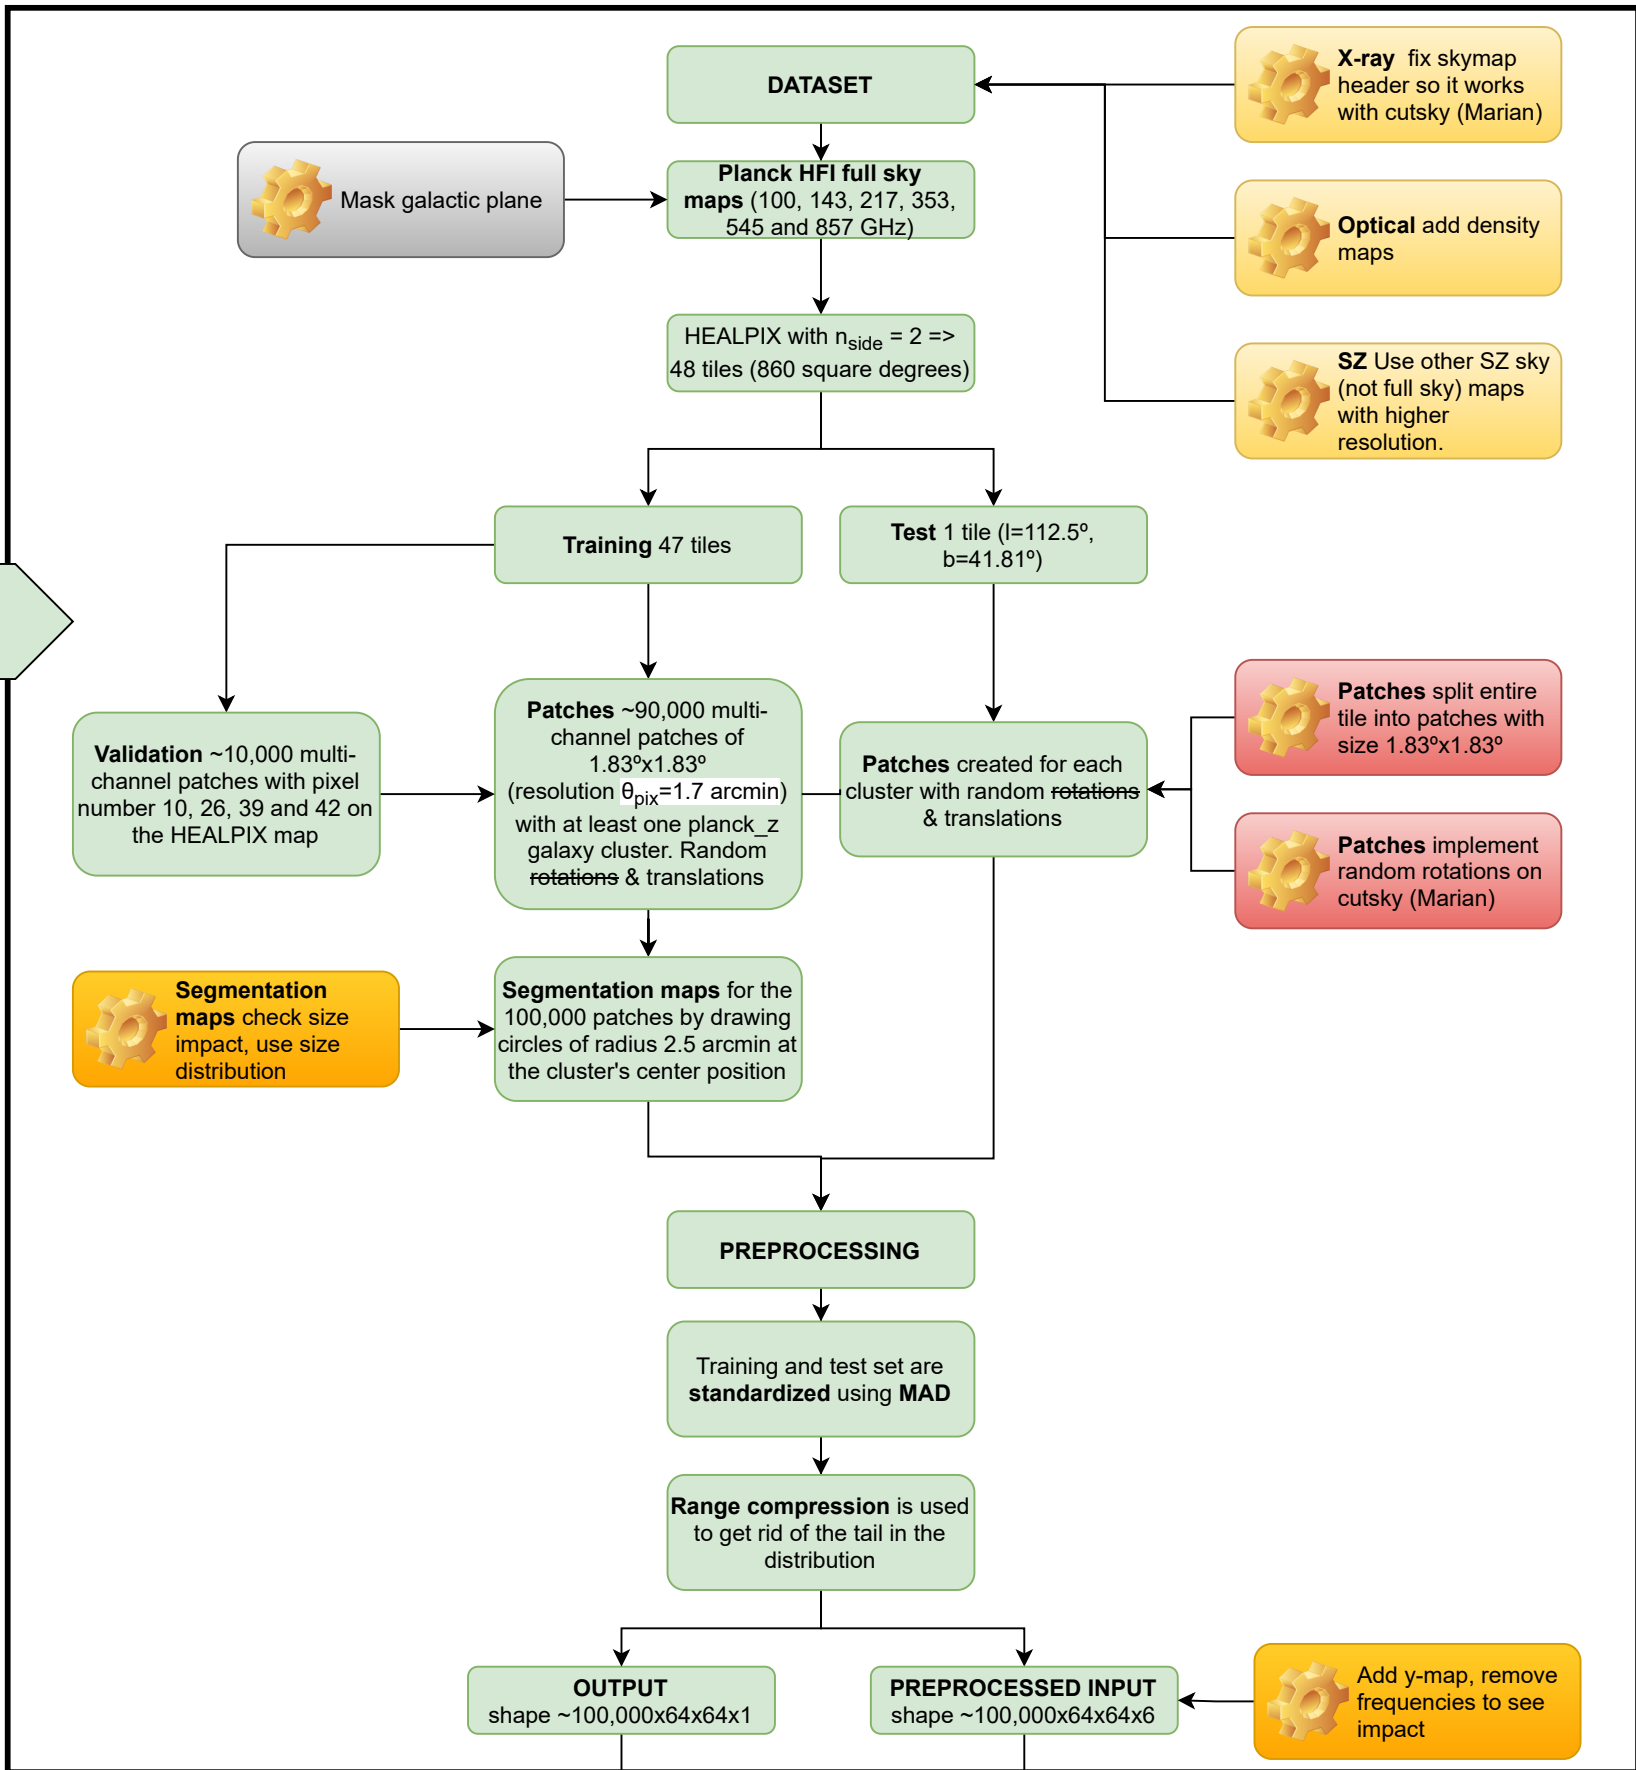 DATASET
X-ray fix skymap
header so it works
with cutsky (Marian)
Mask galactic plane
Planck HFI full sky
maps (100, 143, 217, 353,
545 and 857 GHz)
Optical add density
maps
HEALPIX with n_side = 2 =>
48 tiles (860 square degrees)
SZ Use other SZ sky
(not full sky) maps
with higher
resolution.
Training 47 tiles
Test 1 tile (l=112.5º,
b=41.81º)
Validation ~10,000 multi-
channel patches with pixel
number 10, 26, 39 and 42 on
the HEALPIX map
Patches ~90,000 multi-
channel patches of
1.83ºx1.83º
(resolution θ_pix=1.7 arcmin)
with at least one planck_z
galaxy cluster. Random
rotations & translations
Patches created for each
cluster with random rotations
& translations
Patches split entire
tile into patches with
size 1.83ºx1.83º
Patches implement
random rotations on
cutsky (Marian)
Segmentation
maps check size
impact, use size
distribution
Segmentation maps for the
100,000 patches by drawing
circles of radius 2.5 arcmin at
the cluster's center position
PREPROCESSING
Training and test set are
standardized using MAD
Range compression is used
to get rid of the tail in the
distribution
OUTPUT
shape ~100,000x64x64x1
PREPROCESSED INPUT
shape ~100,000x64x64x6
Add y-map, remove
frequencies to see
impact